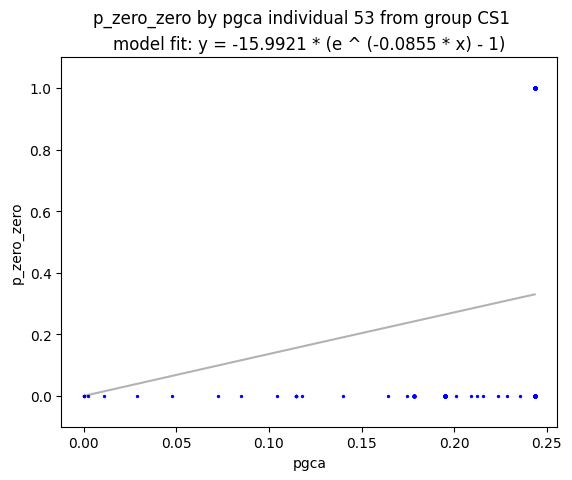 p_zero_zero by pgca individual 53 from group CS1
model fit: y = -15.9921 * (e ^ (-0.0855 * x) - 1)
1.0
0.8
0.6
0.4
0.2
0.0
p_zero_zero
0.00 0.05 0.10 0.15 0.20 0.25
pgca